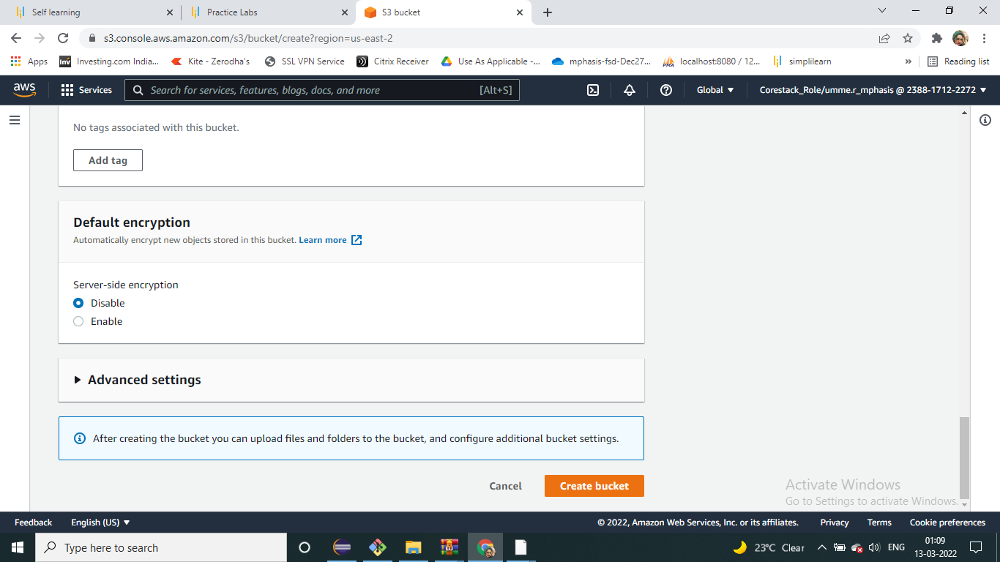 Self learning
Practice Labs
S3 bucket
s3.console.aws.amazon.com/s3/bucket/create?region=us-east-2
Apps
inv Investing.com India...
Kite - Zerodha's
SSL VPN Service
Citrix Receiver
Use As Applicable -...
mphasis-fsd-Dec27...
localhost:8080 / 12...
simplilearn
»
Reading list
aws
Services
Search for services, features, blogs, docs, and more [Alt+S]
Global
Corestack_Role/umme.r_mphasis @ 2388-1712-2272
No tags associated with this bucket.
Add tag
Default encryption
Automatically encrypt new objects stored in this bucket. Learn more
Server-side encryption
Disable
Enable
Advanced settings
After creating the bucket you can upload files and folders to the bucket, and configure additional bucket settings.
Cancel
Create bucket
Activate Windows
Go to Settings to activate Windows.
Feedback
English (US)
© 2022, Amazon Web Services, Inc. or its affiliates.
Privacy
Terms
Cookie preferences
Type here to search
23°C Clear
ENG
01:09
13-03-2022